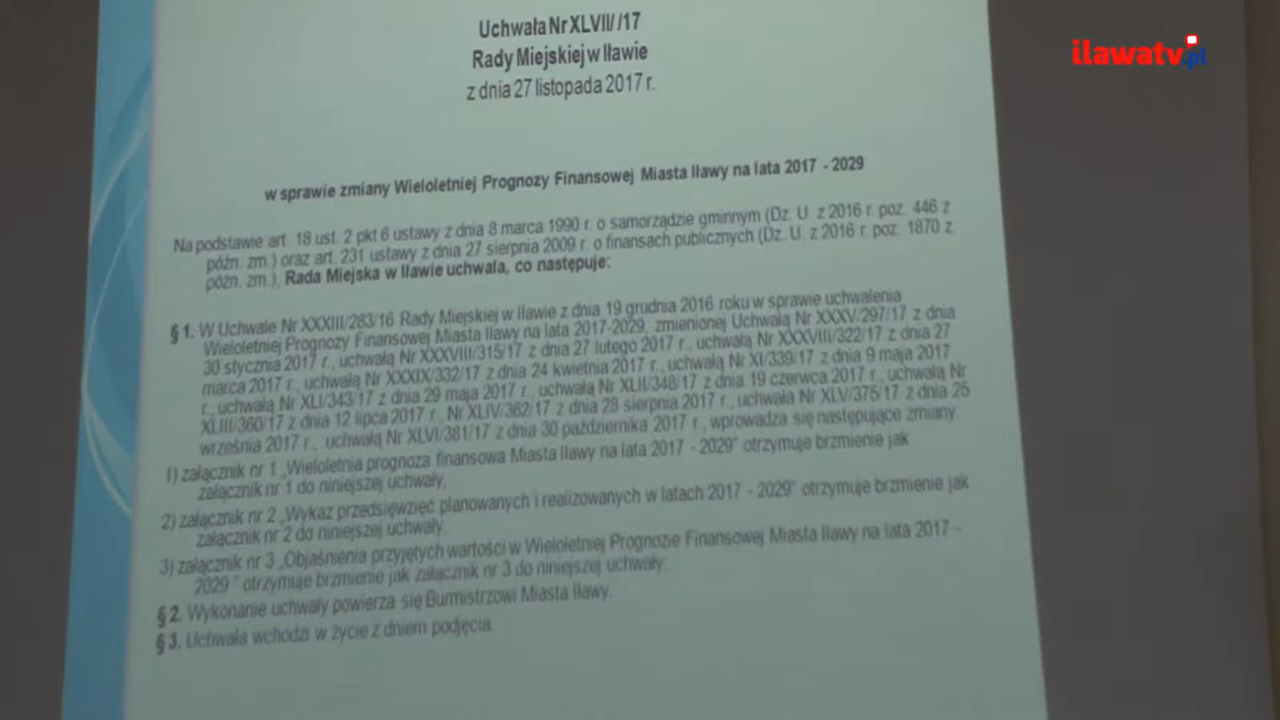 Uchwała Nr XLVII/ /17
Rady Miejskiej w Iławie
z dnia 27 listopada 2017 r.
ilawatv.pl
w sprawie zmiany Wieloletniej Prognozy Finansowej Miasta Iławy na lata 2017 - 2029
Na podstawie art. 18 ust. 2 pkt 6 ustawy z dnia 8 marca 1990 r. o samorządzie gminnym (Dz. U. z 2016 r. poz. 446 z
późn. zm.) oraz art. 231 ustawy z dnia 27 sierpnia 2009 r. o finansach publicznych (Dz. U. z 2016 r. poz. 1870 z
późn. zm.), Rada Miejska w Iławie uchwala, co następuje:
§ 1. W Uchwale Nr XXXIII/283/16 Rady Miejskiej w Iławie z dnia 19 grudnia 2016 roku w sprawie uchwalenia
Wieloletniej Prognozy Finansowej Miasta Iławy na lata 2017-2029, zmienionej Uchwałą Nr XXXV/297/17 z dnia
30 stycznia 2017 r., uchwałą Nr XXXVIII/315/17 z dnia 27 lutego 2017 r., uchwałą Nr XXXVIII/322/17 z dnia 27
marca 2017 r., uchwałą Nr XXXIX/332/17 z dnia 24 kwietnia 2017 r., uchwałą Nr XI/339/17 z dnia 9 maja 2017
r., uchwałą Nr XLI/343/17 z dnia 29 maja 2017 r., uchwałą Nr XLII/348/17 z dnia 19 czerwca 2017 r., uchwałą Nr
XLIII/360/17 z dnia 12 lipca 2017 r., Nr XLIV/362/17 z dnia 28 sierpnia 2017 r., uchwała Nr XLV/375/17 z dnia 25
września 2017 r., uchwałą Nr XLVI/381/17 z dnia 30 października 2017 r., wprowadza się następujące zmiany:
1) załącznik nr 1 „Wieloletnia prognoza finansowa Miasta Iławy na lata 2017 - 2029" otrzymuje brzmienie jak
załącznik nr 1 do niniejszej uchwały,
2) załącznik nr 2 „Wykaz przedsięwzięć planowanych i realizowanych w latach 2017 - 2029" otrzymuje brzmienie jak
załącznik nr 2 do niniejszej uchwały.
3) załącznik nr 3 „Objaśnienia przyjętych wartości w Wieloletniej Prognozie Finansowej Miasta Iławy na lata 2017 -
2029 " otrzymuje brzmienie jak załącznik nr 3 do niniejszej uchwały.
§ 2. Wykonanie uchwały powierza się Burmistrzowi Miasta Iławy.
§ 3. Uchwała wchodzi w życie z dniem podjęcia.